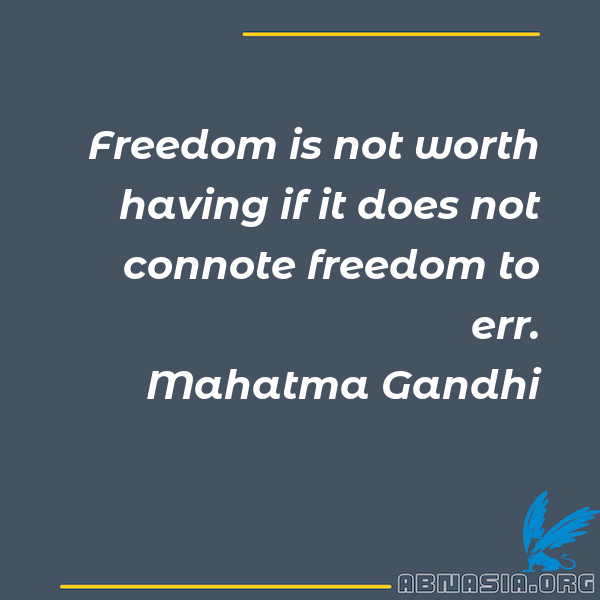 Freedom is not worth
having if it does not
connote freedom to
err.
Mahatma Gandhi
ABNASIA.ORG